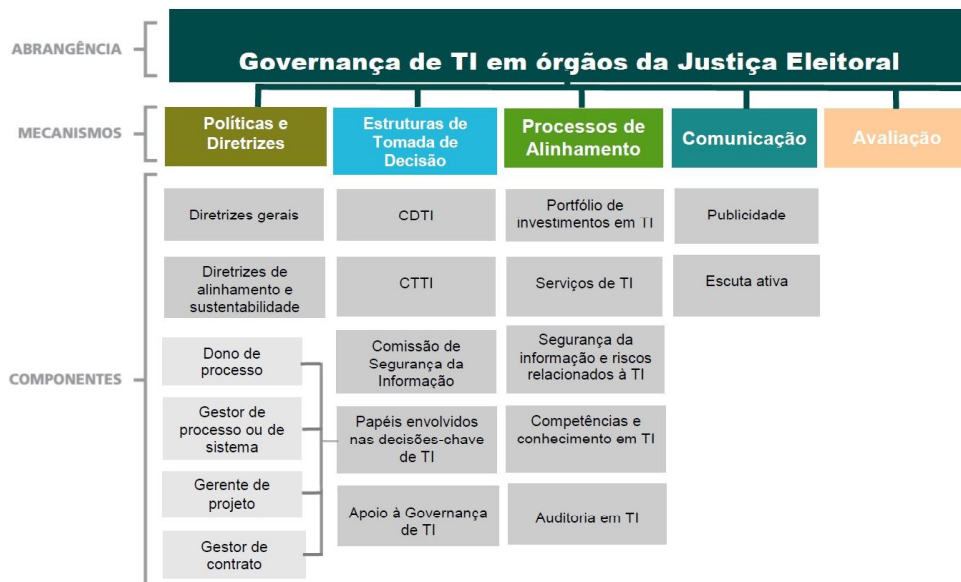 ABRANGÊNCIA
Governança de TI em órgãos da Justiça Eleitoral
MECANISMOS
Políticas e
Diretrizes
Estruturas de
Tomada de
Decisão
Processos de
Alinhamento
Comunicação
Avaliação
COMPONENTES
Diretrizes gerais
CDTI
Portfólio de
investimentos em TI
Publicidade
Diretrizes de
alinhamento e
sustentabilidade
CTTI
Serviços de TI
Escuta ativa
Dono de
processo
Comissão de
Segurança da
Informação
Segurança da
informação e riscos
relacionados à TI
Gestor de
processo ou de
sistema
Papéis envolvidos
nas decisões-chave
de TI
Competências e
conhecimento em TI
Gerente de
projeto
Apoio à Governança
de TI
Auditoria em TI
Gestor de
contrato